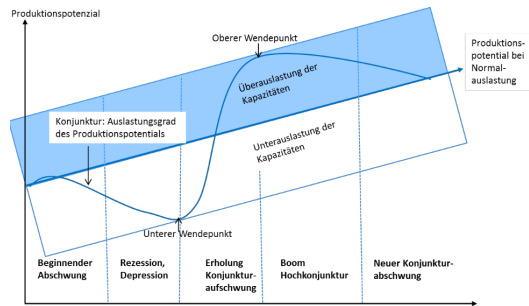 Produktionspotenzial
Oberer Wendepunkt
Produktions-
potential bei
Normal-
auslastung
Überauslastung der
Kapazitäten
Konjunktur: Auslastungsgrad
des Produktionspotentials
Unterauslastung der
Kapazitäten
Unterer Wendepunkt
Beginnender
Abschwung
Rezession,
Depression
Erholung
Konjunktur-
aufschwung
Boom
Hochkonjunktur
Neuer Konjunktur-
abschwung